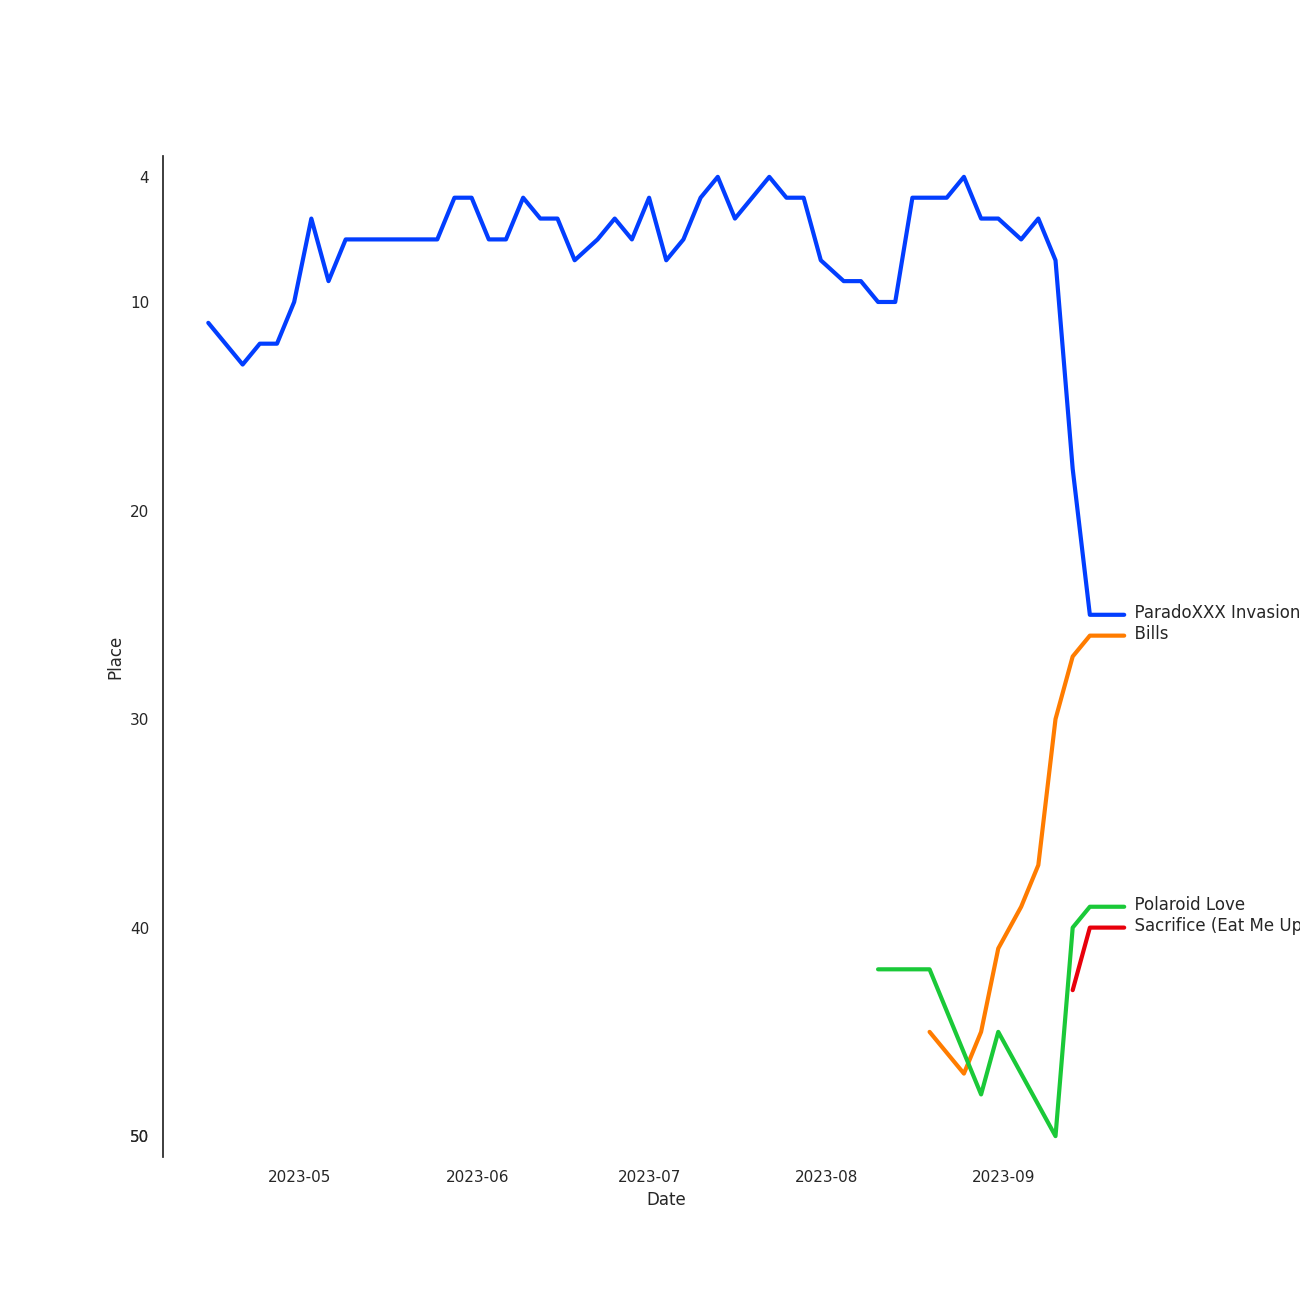 4
10
20
30
40
50
Place
2023-05
2023-06
2023-07
2023-08
2023-09
Date
ParadoXXX Invasion
Bills
Polaroid Love
Sacrifice (Eat Me Up